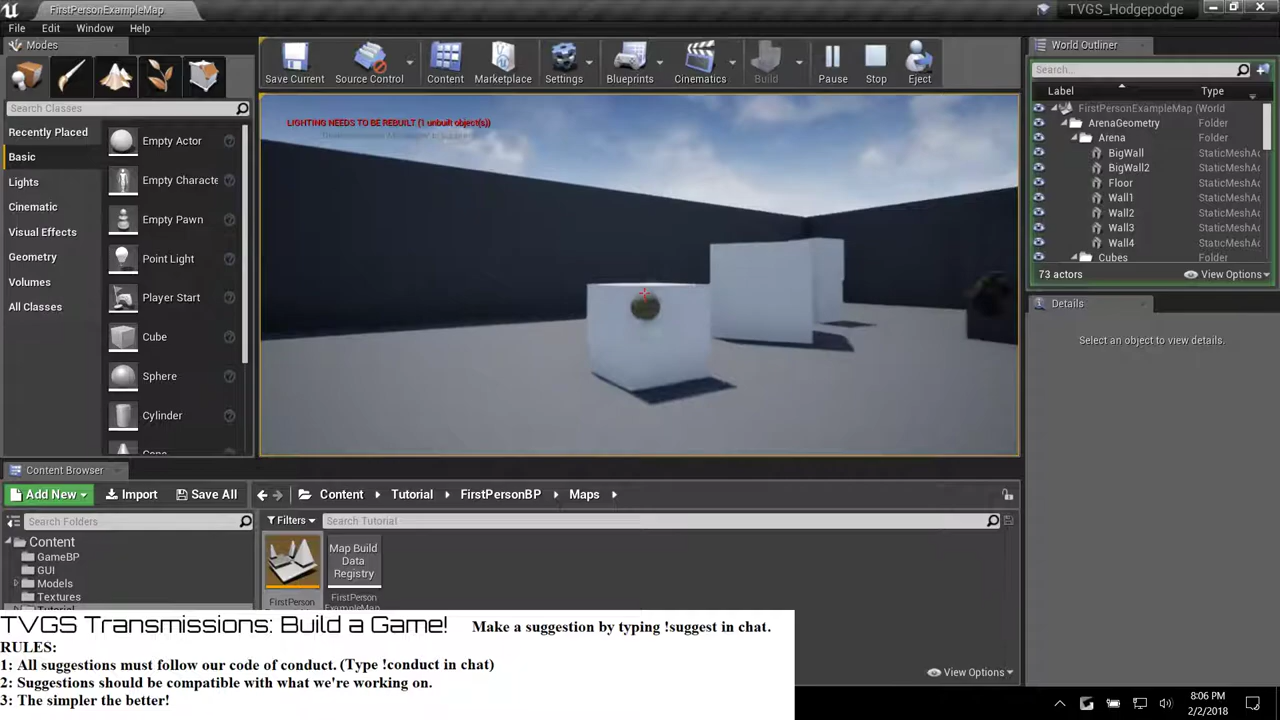 FirstPersonExampleMap
TVGS_Hodgepodge
File Edit Window Help
Modes
Search Classes
Recently Placed
Basic
Lights
Cinematic
Visual Effects
Geometry
Volumes
All Classes
Empty Actor
Empty Characte
Empty Pawn
Point Light
Player Start
Cube
Sphere
Cylinder
Save Current
Source Control
Content
Marketplace
Settings
Blueprints
Cinematics
Build
Pause
Stop
Eject
LIGHTING NEEDS TO BE REBUILT (1 unbuilt object(s))
World Outliner
Search...
Label Type
FirstPersonExampleMap (World
ArenaGeometry Folder
Arena Folder
BigWall StaticMeshAc
BigWall2 StaticMeshAc
Floor StaticMeshAc
Wall1 StaticMeshAc
Wall2 StaticMeshAc
Wall3 StaticMeshAc
Wall4 StaticMeshAc
Cubes Folder
73 actors View Options
Details
Select an object to view details.
Content Browser
Add New Import Save All Content Tutorial FirstPersonBP Maps
Search Folders
Filters Search Tutorial
Content
GameBP
GUI
Models
Textures
FirstPerson
Map Build
Data
Registry
FirstPerson
ExampleMap
View Options
TVGS Transmissions: Build a Game! Make a suggestion by typing !suggest in chat.
RULES:
1: All suggestions must follow our code of conduct. (Type !conduct in chat)
2: Suggestions should be compatible with what we're working on.
3: The simpler the better!
8:06 PM
2/2/2018